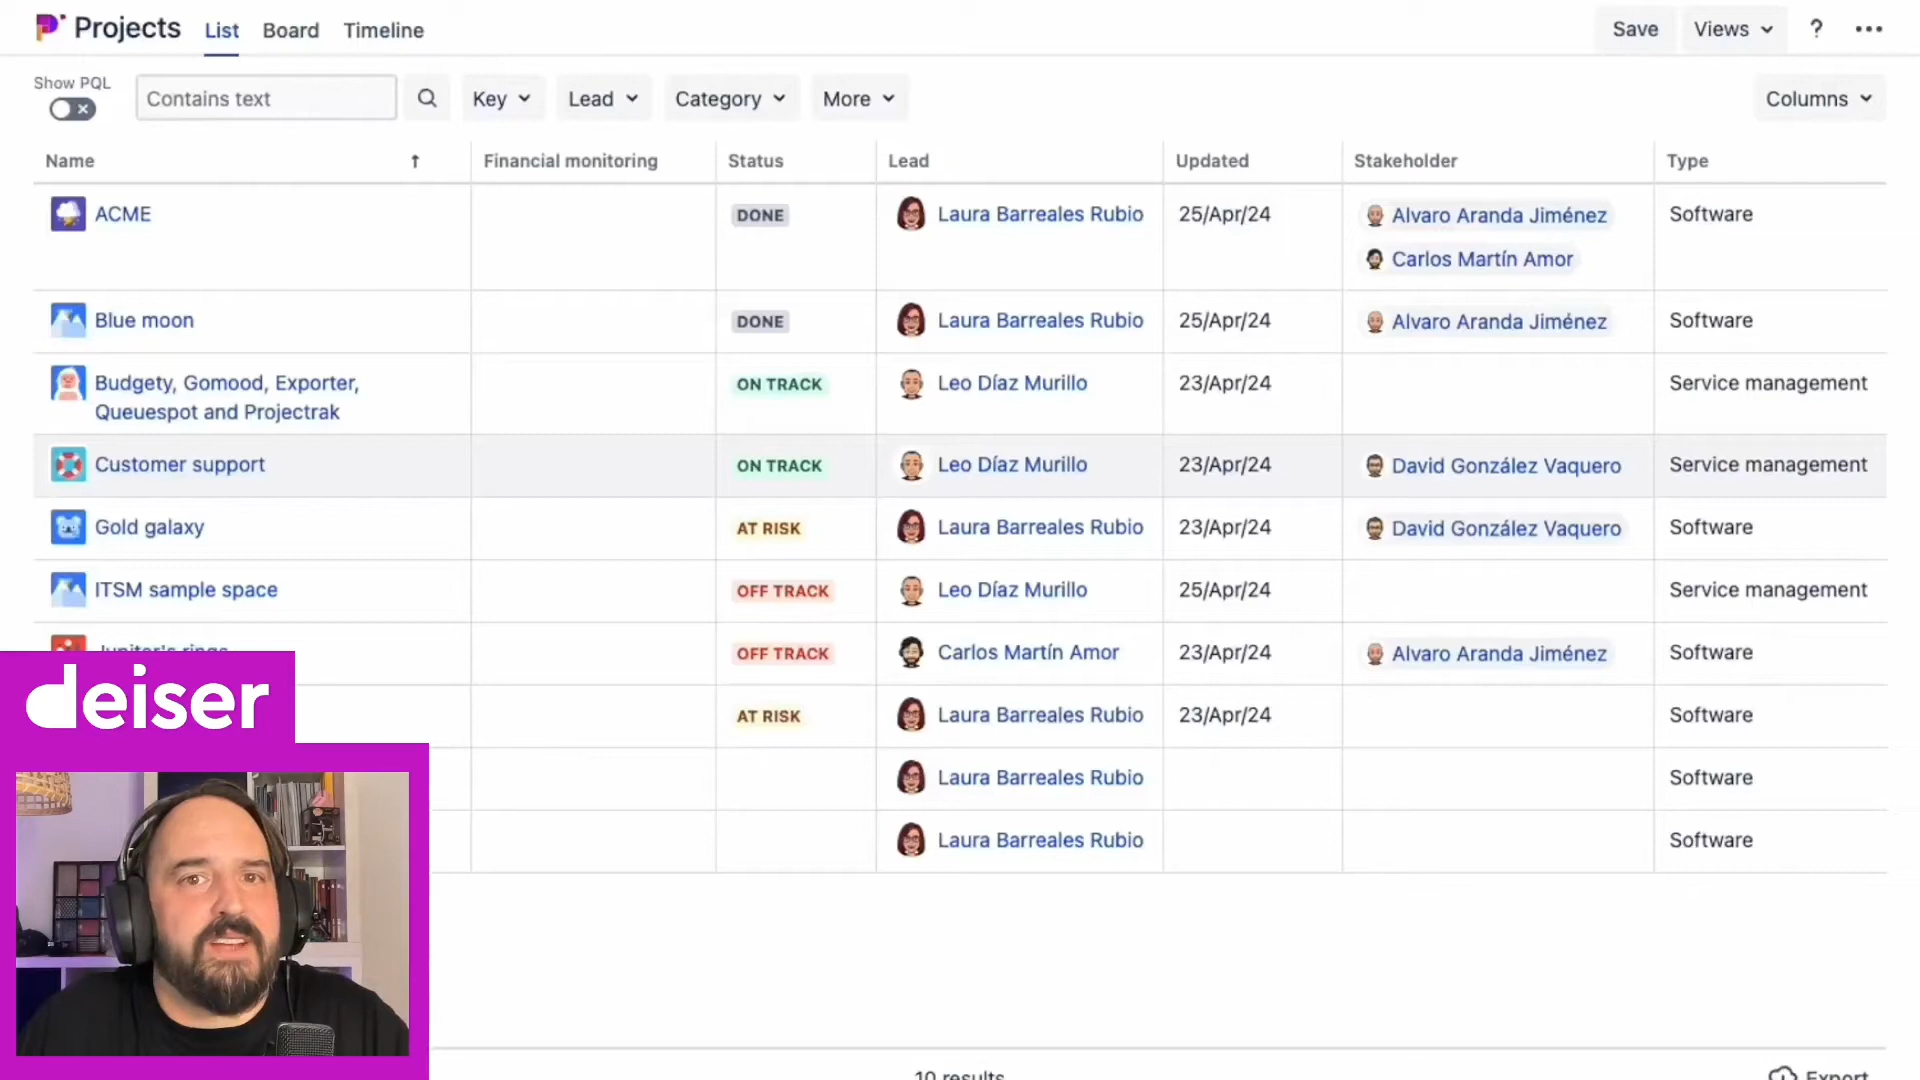 Projects List Board Timeline Save Views ? •••
Show PQL
Contains text Key Lead Category More Columns
Name ↑ Financial monitoring Status Lead Updated Stakeholder Type
ACME DONE Laura Barreales Rubio 25/Apr/24 Alvaro Aranda Jiménez Software
Carlos Martín Amor
Blue moon DONE Laura Barreales Rubio 25/Apr/24 Alvaro Aranda Jiménez Software
Budgety, Gomood, Exporter, ON TRACK Leo Díaz Murillo 23/Apr/24 Service management
Queuespot and Projectrak
Customer support ON TRACK Leo Díaz Murillo 23/Apr/24 David González Vaquero Service management
Gold galaxy AT RISK Laura Barreales Rubio 23/Apr/24 David González Vaquero Software
ITSM sample space OFF TRACK Leo Díaz Murillo 25/Apr/24 Service management
Jupiter's rings OFF TRACK Carlos Martín Amor 23/Apr/24 Alvaro Aranda Jiménez Software
deiser
AT RISK Laura Barreales Rubio 23/Apr/24 Software
Laura Barreales Rubio Software
Laura Barreales Rubio Software
10 results Export